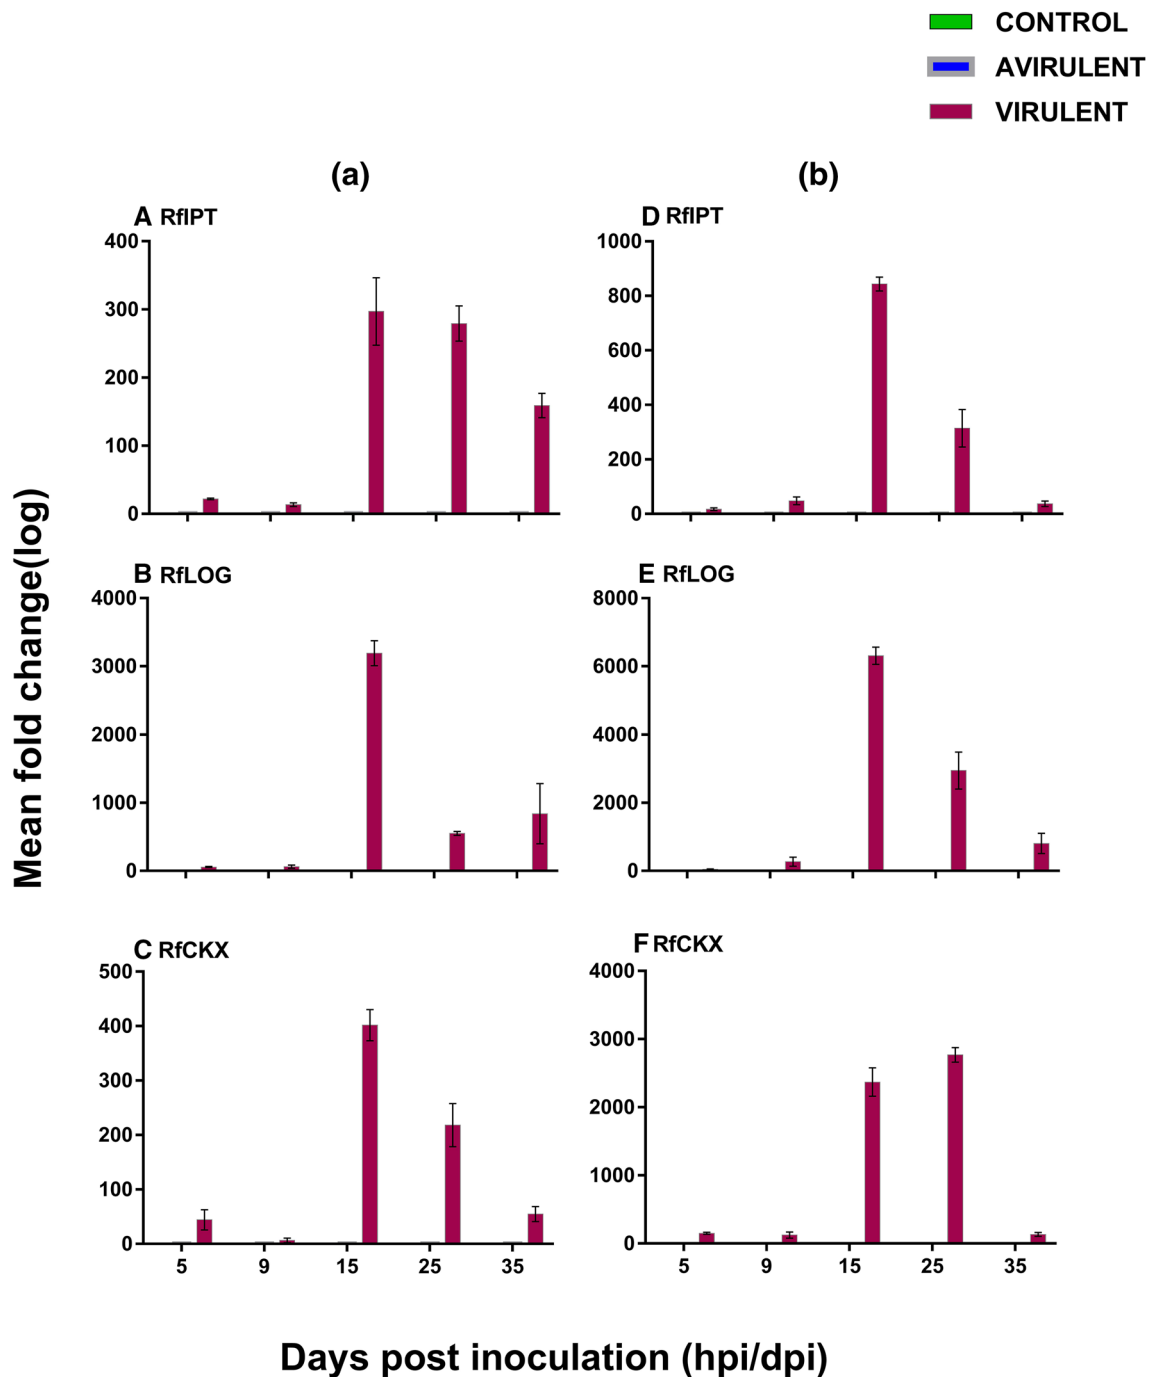 CONTROL
AVIRULENT
VIRULENT
(a)
(b)
A RfIPT
400
300
200
100
0
D RfIPT
1000
800
600
400
200
0
B RfLOG
4000
3000
2000
1000
0
E RfLOG
8000
6000
4000
2000
0
C RfCKX
500
400
300
200
100
0
5 9 15 25 35
F RfCKX
4000
3000
2000
1000
0
5 9 15 25 35
Mean fold change(log)
Days post inoculation (hpi/dpi)